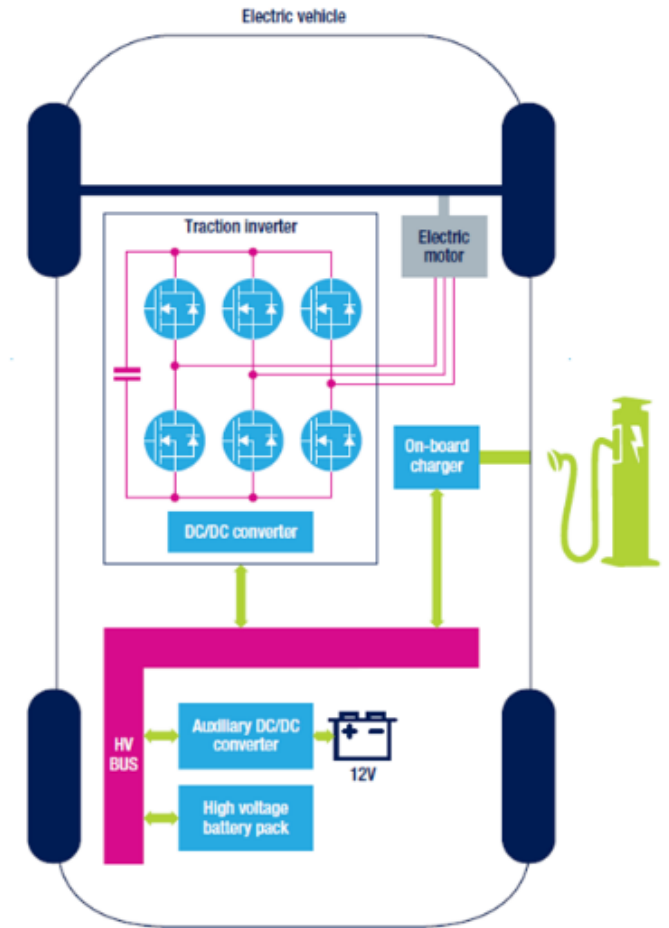 Electric vehicle
Traction inverter
Electric
motor
On-board
charger
DC/DC converter
HV
BUS
Auxiliary DC/DC
converter
12V
High voltage
battery pack